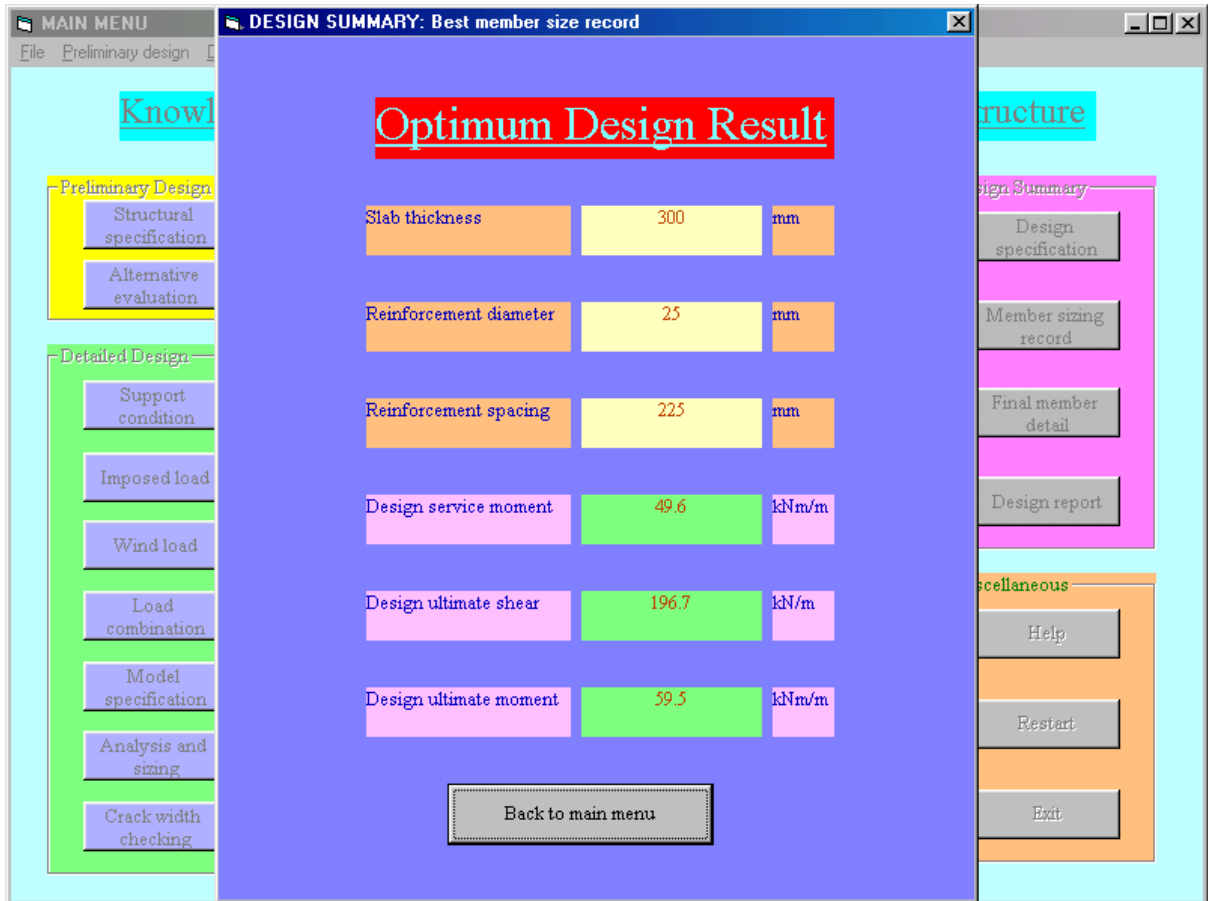 MAIN MENU
DESIGN SUMMARY: Best member size record
File Preliminary design
Knowl
Optimum Design Result
ructure
Preliminary Design
Structural
specification
Alternative
evaluation
Detailed Design
Support
condition
Imposed load
Wind load
Load
combination
Model
specification
Analysis and
sizing
Crack width
checking
Slab thickness 300 mm
Reinforcement diameter 25 mm
Reinforcement spacing 225 mm
Design service moment 49.6 kNm/m
Design ultimate shear 196.7 kN/m
Design ultimate moment 59.5 kNm/m
Back to main menu
sign Summary
Design
specification
Member sizing
record
Final member
detail
Design report
scellaneous
Help
Restart
Exit